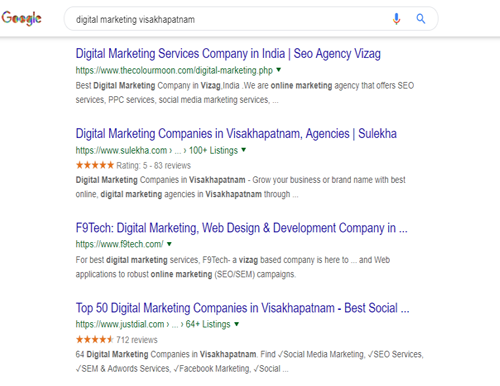 Google
digital marketing visakhapatnam
Digital Marketing Services Company in India | Seo Agency Vizag
https://www.thecolourmoon.com/digital-marketing.php ▼
Best Digital Marketing Company in Vizag,India .We are online marketing agency that offers SEO
services, PPC services, social media marketing services, ...
Digital Marketing Companies in Visakhapatnam, Agencies | Sulekha
https://www.sulekha.com › ... › 100+ Listings ▼
★★★★★ Rating: 5 - 83 reviews
Digital Marketing Companies in Visakhapatnam - Grow your business or brand name with best
online, digital marketing agencies in Visakhapatnam through ...
F9Tech: Digital Marketing, Web Design & Development Company in ...
https://www.f9tech.com/ ▼
For best digital marketing services, F9Tech- a vizag based company is here to ... and Web
applications to robust online marketing (SEO/SEM) campaigns.
Top 50 Digital Marketing Companies in Visakhapatnam - Best Social ...
https://www.justdial.com › ... › 64+ Listings ▼
★★★★★ 712 reviews
64 Digital Marketing Companies in Visakhapatnam. Find √Social Media Marketing, √SEO Services,
√SEM & Adwords Services, √Facebook Marketing, √Social ...